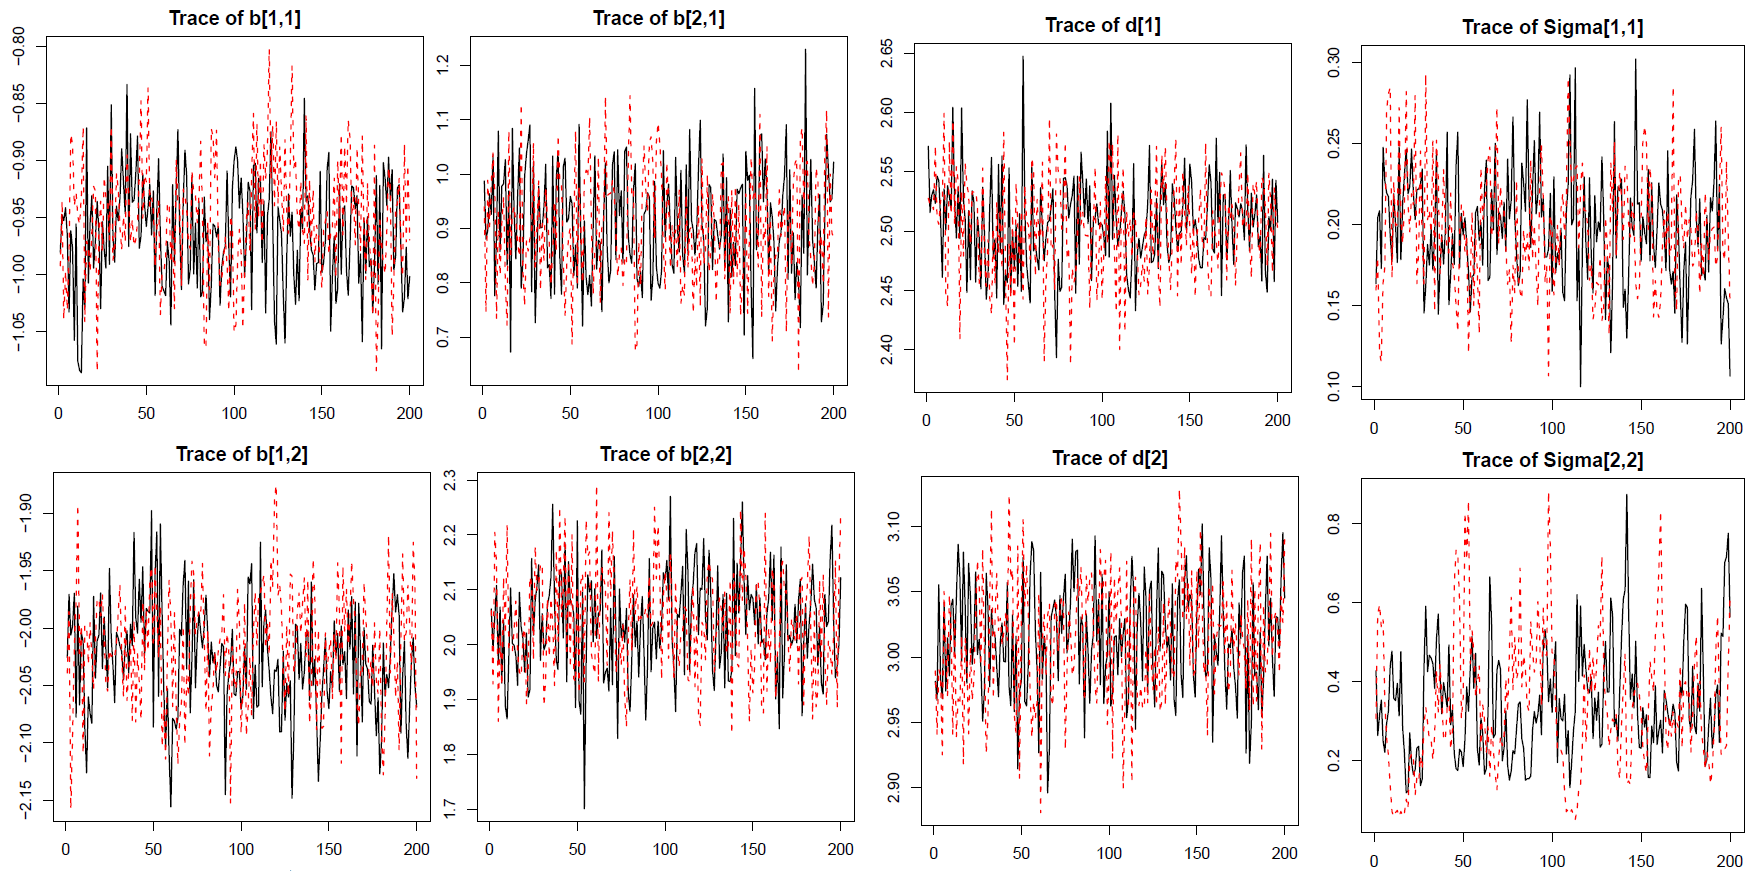 Trace of b[1,1]
-0.80
-0.85
-0.90
-0.95
-1.00
-1.05
0 50 100 150 200
Trace of b[2,1]
1.2
1.1
1.0
0.9
0.8
0.7
0 50 100 150 200
Trace of d[1]
2.65
2.60
2.55
2.50
2.45
2.40
0 50 100 150 200
Trace of Sigma[1,1]
0.30
0.25
0.20
0.15
0.10
0 50 100 150 200
Trace of b[1,2]
-1.90
-1.95
-2.00
-2.05
-2.10
-2.15
0 50 100 150 200
Trace of b[2,2]
2.3
2.2
2.1
2.0
1.9
1.8
1.7
0 50 100 150 200
Trace of d[2]
3.10
3.05
3.00
2.95
2.90
0 50 100 150 200
Trace of Sigma[2,2]
0.8
0.6
0.4
0.2
0 50 100 150 200